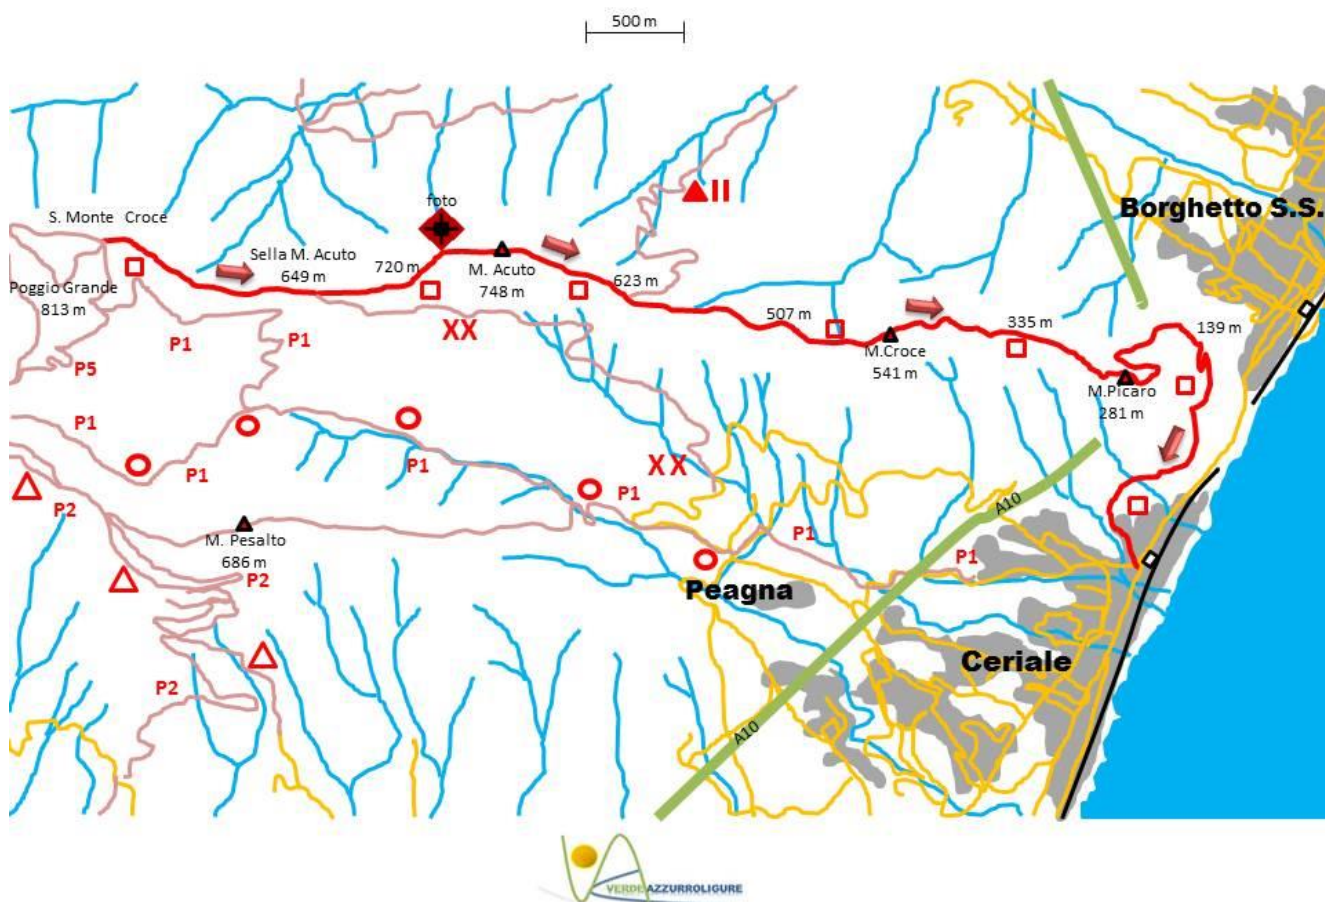 500 m
Borghetto S.S.
foto
II
S. Monte Croce
Sella M. Acuto
649 m
720 m
M. Acuto
748 m
623 m
Poggio Grande
813 m
507 m
335 m
139 m
P1
P1
XX
M.Croce
541 m
P5
M.Picaro
281 m
P1
P1
P1
XX
P1
P2
A10
M. Pesalto
686 m
P1
P1
P2
Peagna
Ceriale
P2
A10
VERDEAZZURROLIGURE